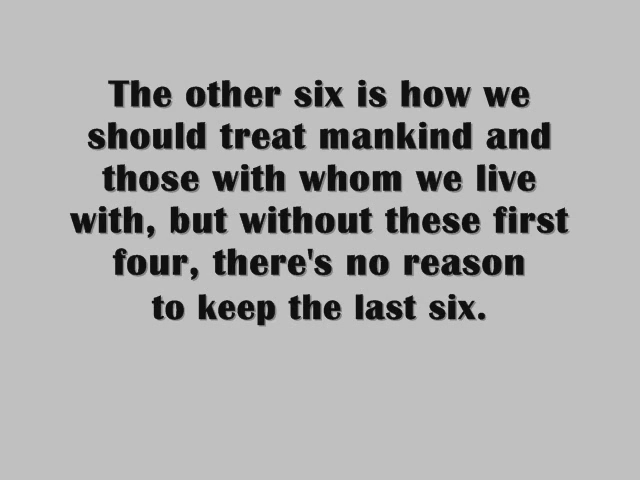 The other six is how we
should treat mankind and
those with whom we live
with, but without these first
four, there's no reason
to keep the last six.